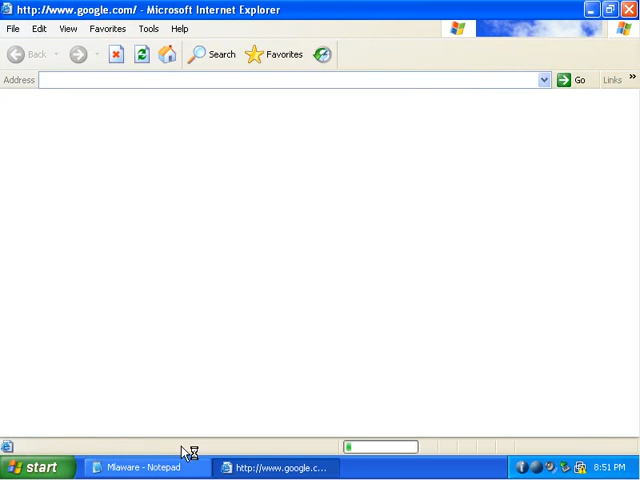 http://www.google.com/ - Microsoft Internet Explorer
File Edit View Favorites Tools Help
Back Search Favorites
Address Go Links »
start Mlaware - Notepad http://www.google.c... 8:51 PM